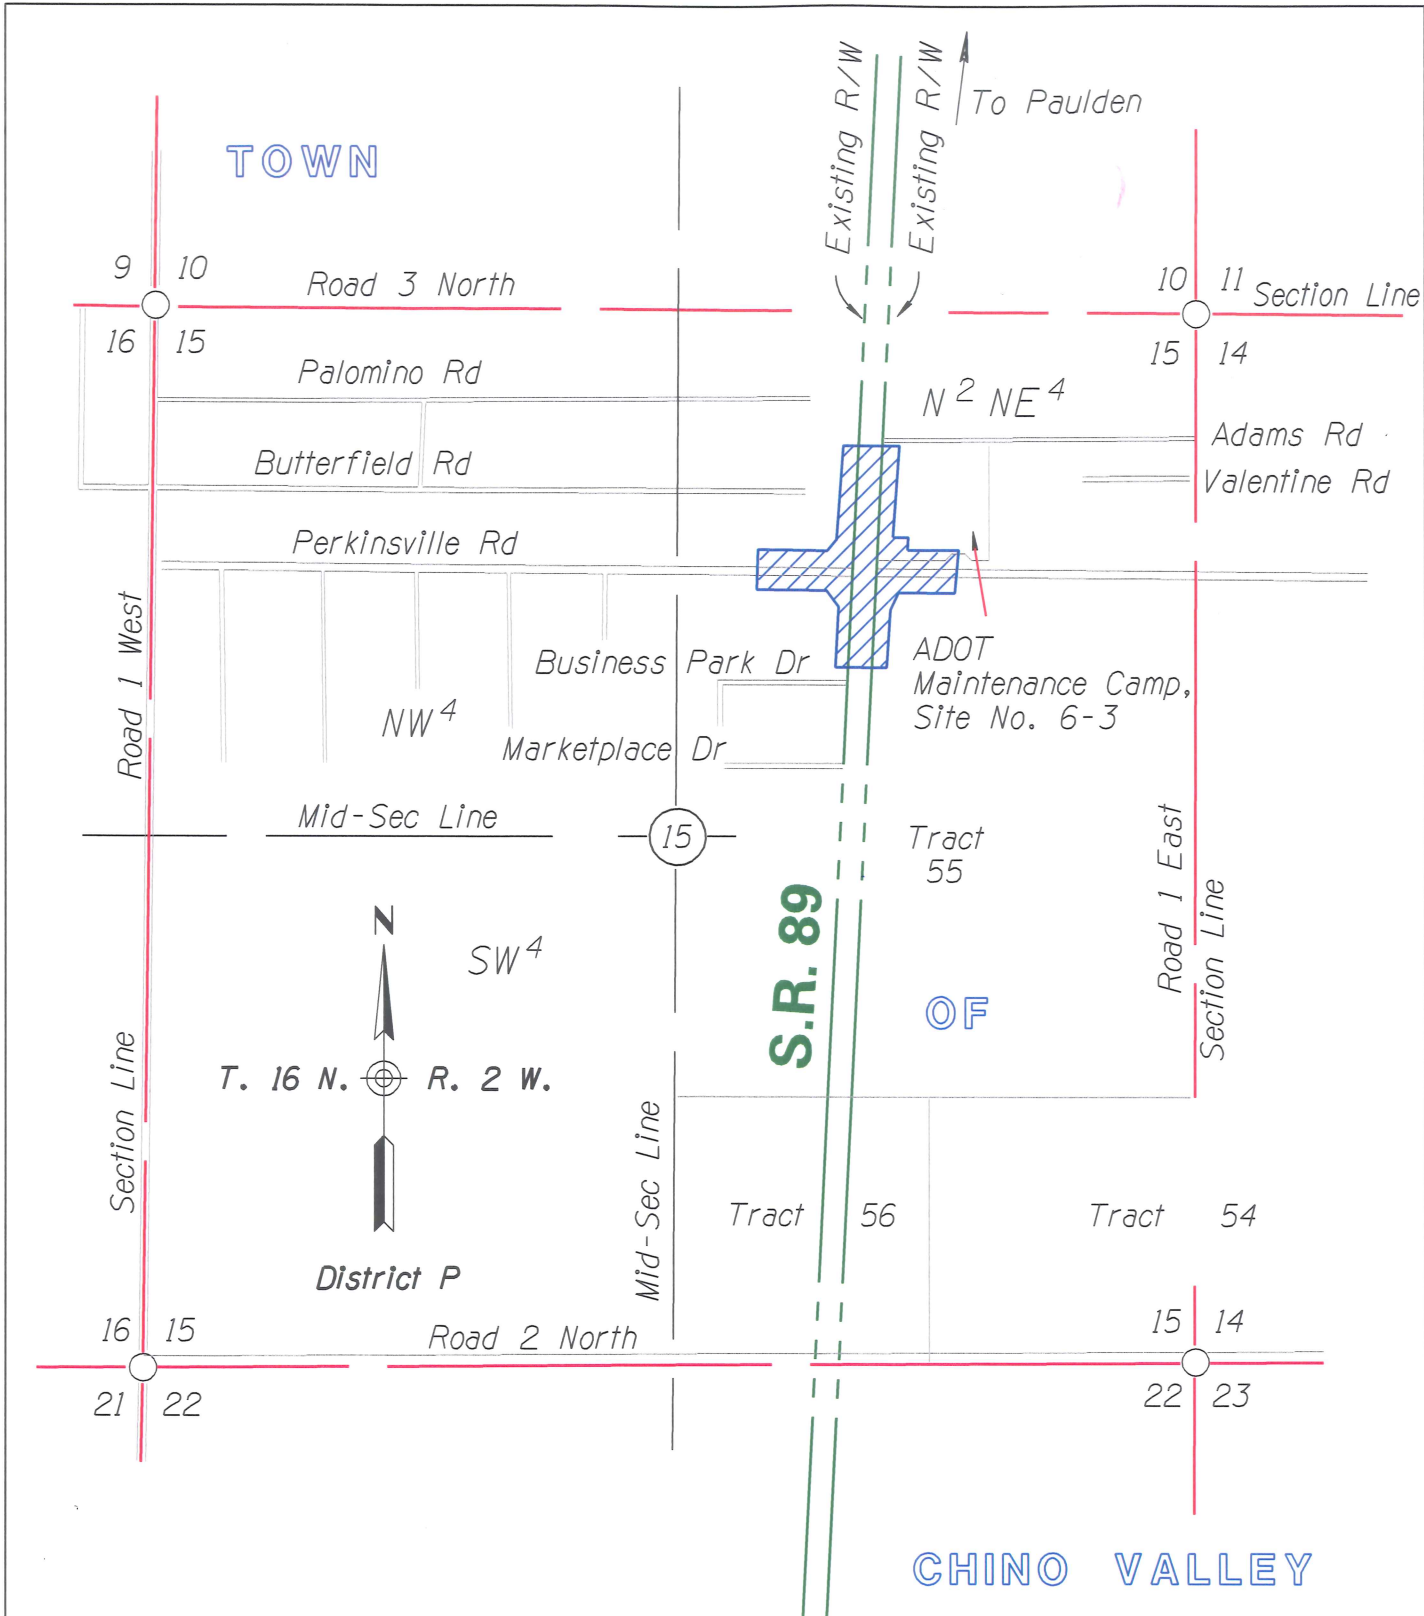 Existing R/W
Existing R/W
To Paulden
TOWN
9 10
Road 3 North
10 11
Section Line
16 15
15 14
Palomino Rd
N 2 NE 4
Adams Rd
Butterfield Rd
Valentine Rd
Perkinsville Rd
Road 1 West
Business Park Dr
ADOT
Maintenance Camp,
Site No. 6-3
NW 4
Marketplace Dr
Mid-Sec Line
15
Tract
55
Road 1 East
Section Line
S.R. 89
N
SW 4
OF
T. 16 N. R. 2 W.
Section Line
Mid-Sec Line
Tract 56
Tract 54
District P
16 15
Road 2 North
15 14
21 22
22 23
CHINO VALLEY